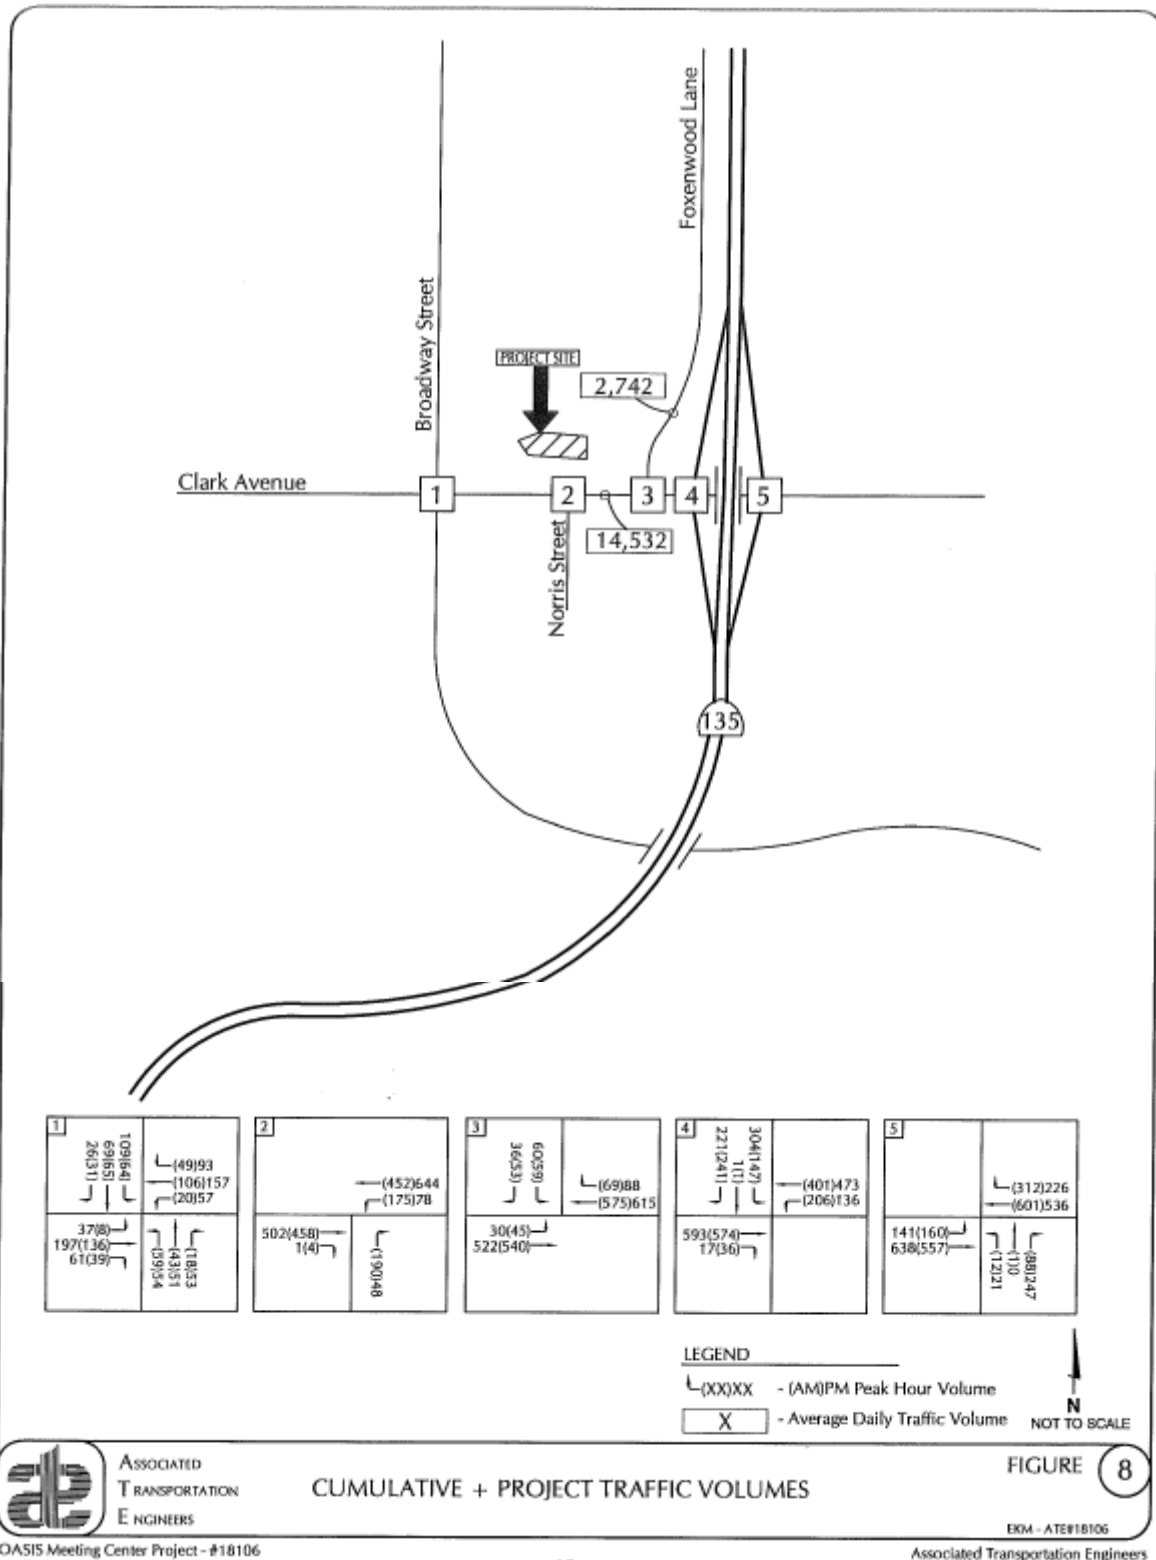 Foxenwood Lane
Broadway Street
PROJECT SITE
2,742
Clark Avenue
1
2
3
4
5
14,532
Norris Street
135
1
26(31)
69(65)
109(64)
(49)93
(106)157
(20)57
37(8)
197(136)
61(39)
(59)54
(43)51
(18)53
2
(452)644
(175)78
502(458)
1(4)
(190)48
3
36(53)
60(59)
(69)88
(575)615
30(45)
522(540)
4
221(241)
1(1)
304(147)
(401)473
(206)136
593(574)
17(36)
5
(312)226
(601)536
141(160)
638(557)
(12)21
(1)0
(88)247
LEGEND
(XX)XX - (AM)PM Peak Hour Volume
X - Average Daily Traffic Volume
N
NOT TO SCALE
ASSOCIATED
TRANSPORTATION
ENGINEERS
CUMULATIVE + PROJECT TRAFFIC VOLUMES
FIGURE 8
EKM - ATE#18106
OASIS Meeting Center Project - #18106
Associated Transportation Engineers